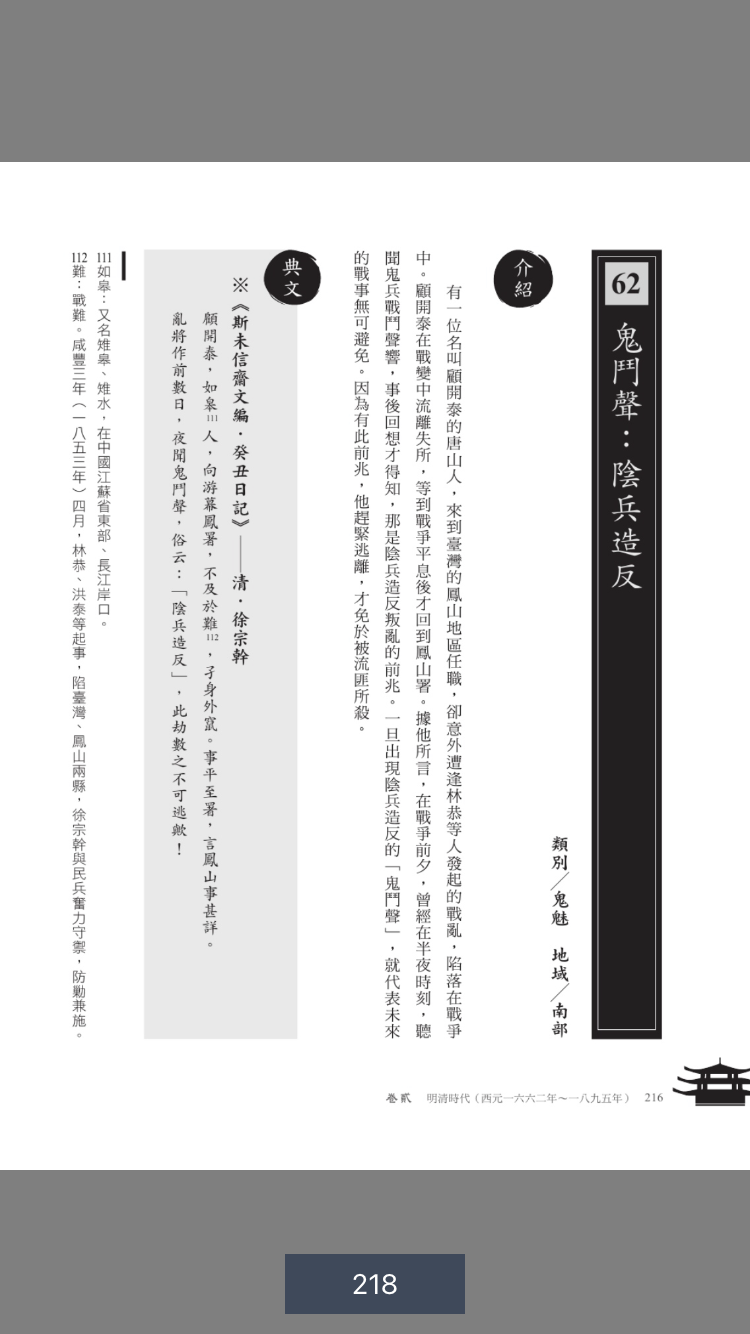 62
鬼鬥聲：陰兵造反
類別／鬼魅　地域／南部
介紹
有一位名叫顧開泰的唐山人，來到臺灣的鳳山地區任職，卻意外遭逢林恭等人發起的戰亂，陷落在戰爭
中。顧開泰在戰變中流離失所，等到戰爭平息後才回到鳳山署。據他所言，在戰爭前夕，曾經在半夜時刻，聽
聞鬼兵戰鬥聲響，事後回想才得知，那是陰兵造反叛亂的前兆。一旦出現陰兵造反的「鬼鬥聲」，就代表未來
的戰事無可避免。因為有此前兆，他趕緊逃離，才免於被流匪所殺。
典文
※《斯未信齋文編．癸丑日記》——清．徐宗幹
顧開泰，如皋111人，向游幕鳳署，不及於難112，孑身外竄。事平至署，言鳳山事甚詳。
亂將作前數日，夜聞鬼鬥聲，俗云：「陰兵造反」，此劫數之不可逃歟！
111如皋：又名雉皋、雉水，在中國江蘇省東部、長江岸口。
112難：戰難。咸豐三年（一八五三年）四月，林恭、洪泰等起事，陷臺灣、鳳山兩縣，徐宗幹與民兵奮力守禦，防勦兼施。
卷貳　明清時代（西元一六六二年～一八九五年）　216
218